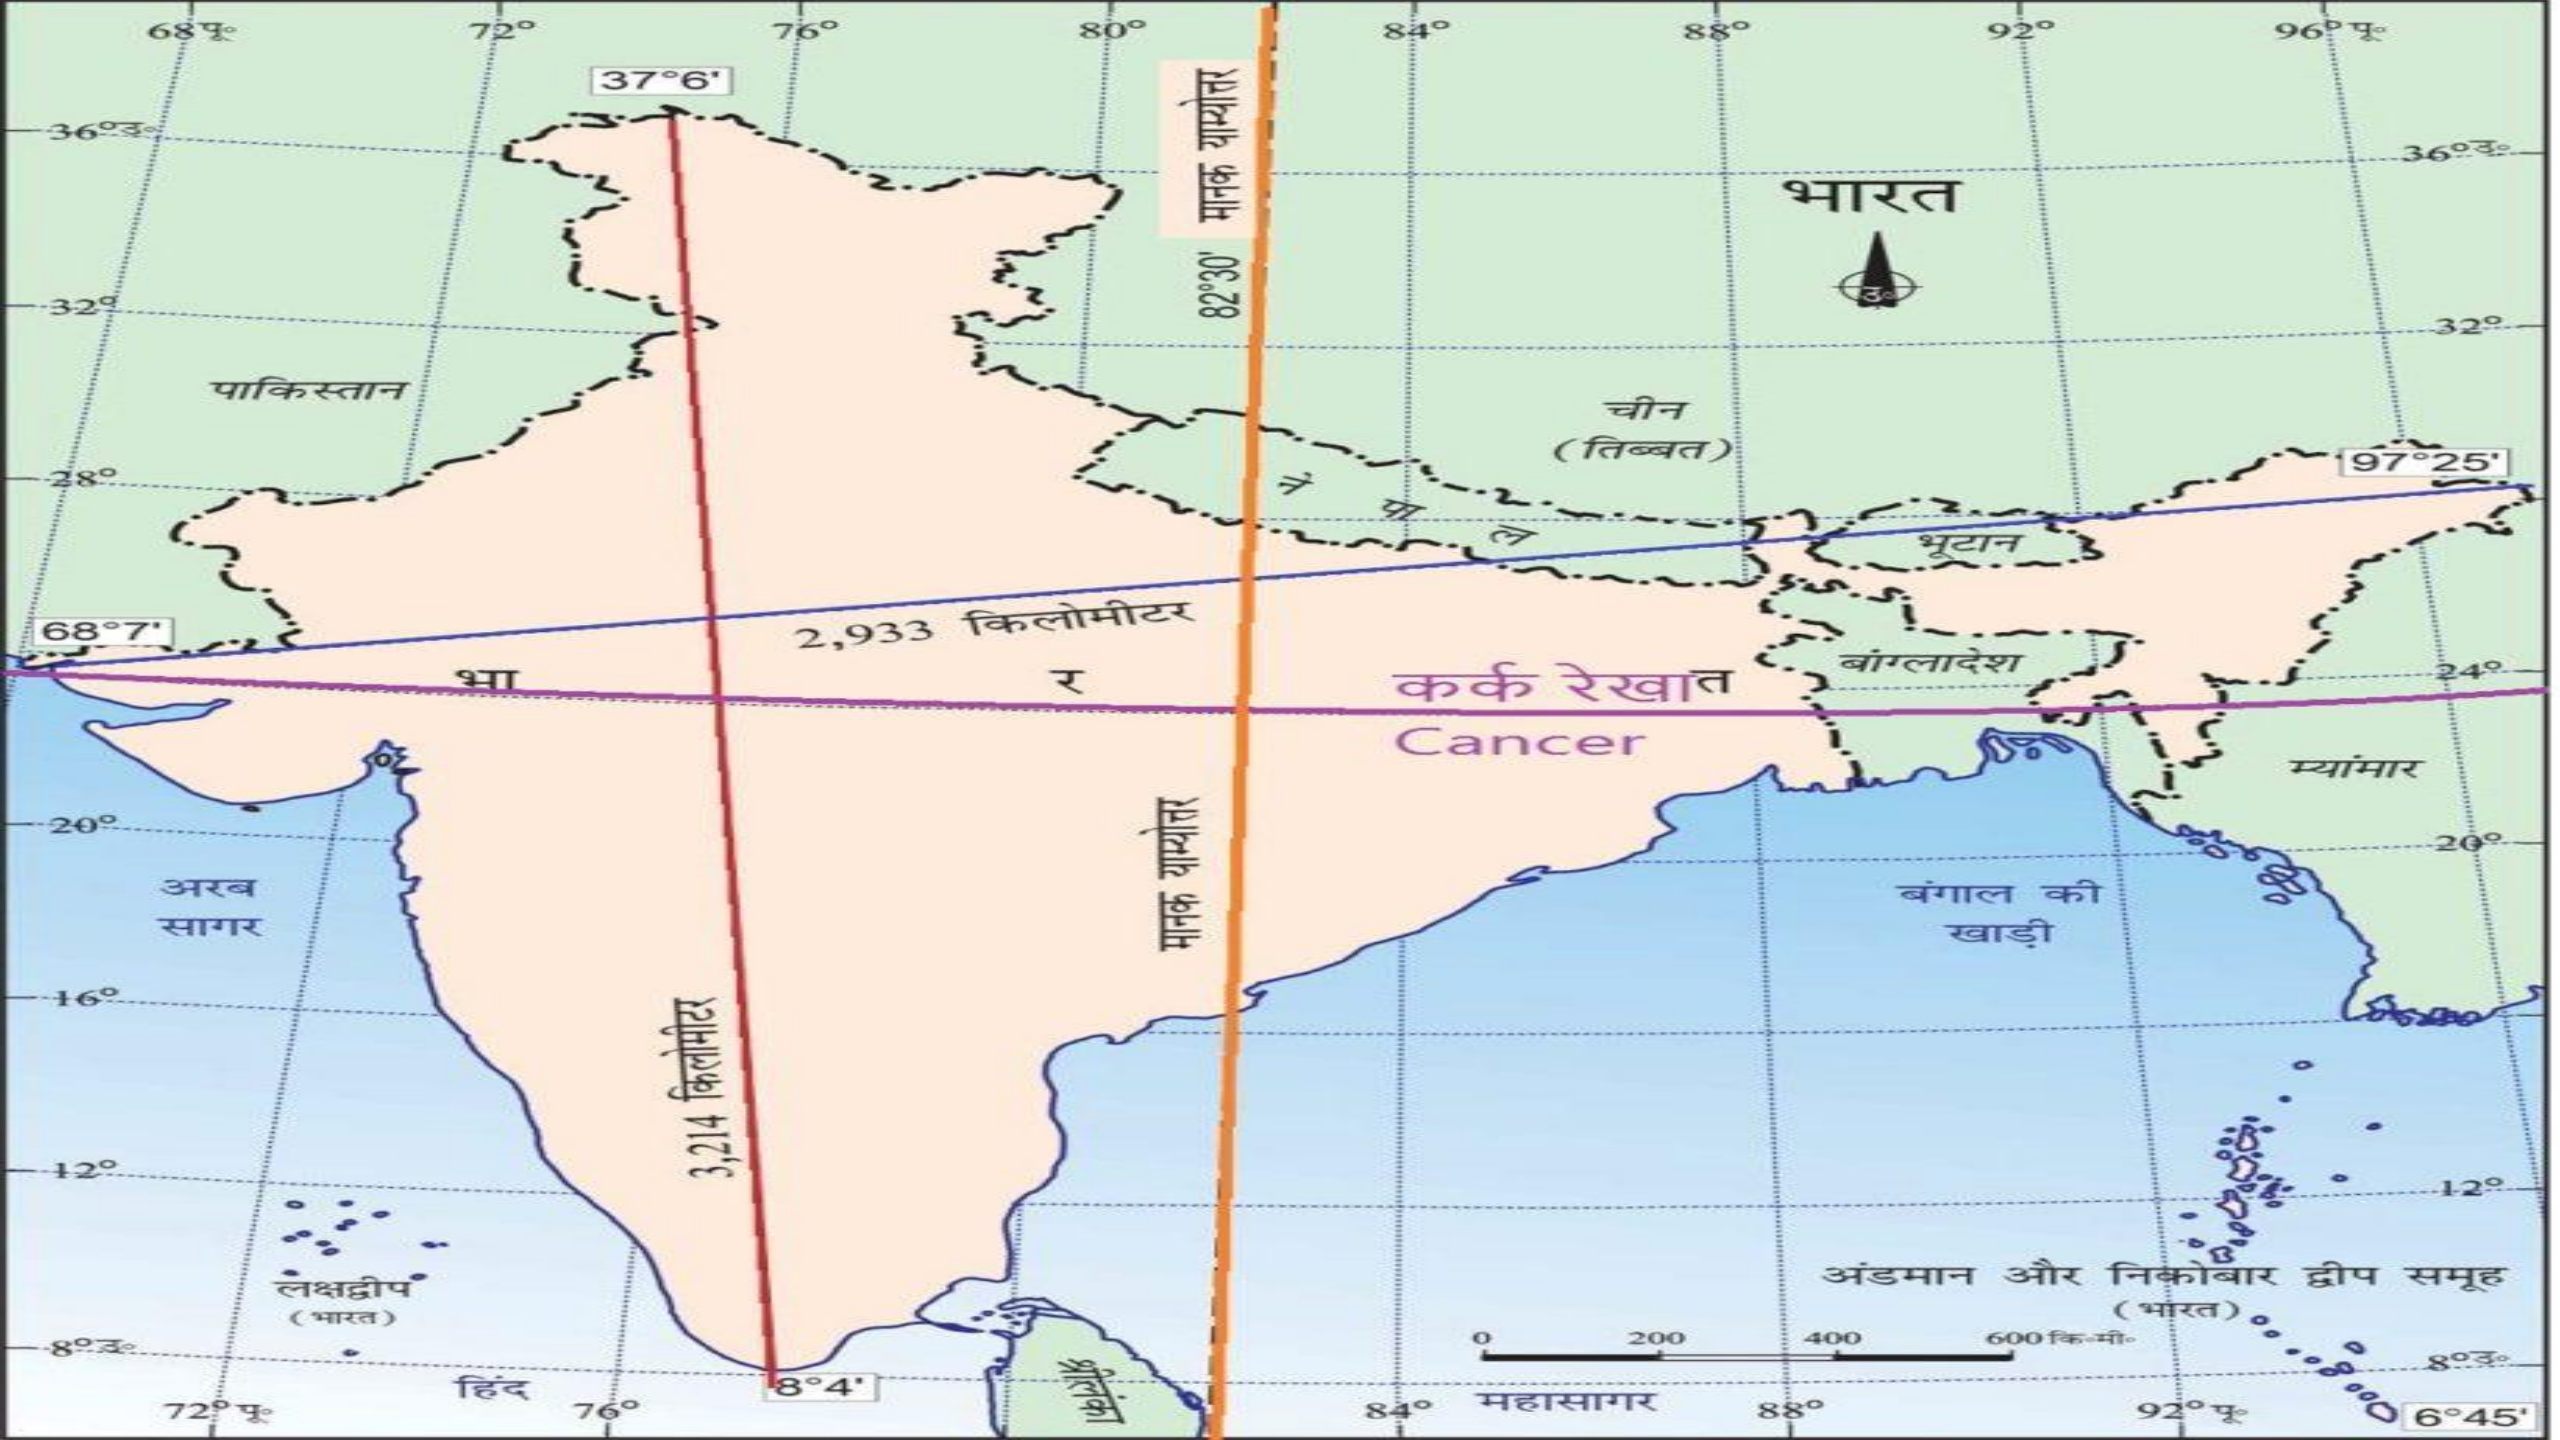 68°पू॰ 72° 76° 80° 84° 88° 92° 96°पू॰
37°6'
36°उ॰
मानक याम्योत्तर
36°उ॰
भारत
82°30'
उ॰
32°
32°
पाकिस्तान
चीन
(तिब्बत)
97°25'
28°
ने पा ल
भूटान
68°7'
2,933 किलोमीटर
बांग्लादेश
24°
भा र त
कर्क रेखा
Cancer
म्यांमार
20°
20°
मानक याम्योत्तर
अरब
सागर
बंगाल की
खाड़ी
16°
3,214 किलोमीटर
12°
12°
लक्षद्वीप
(भारत)
अंडमान और निकोबार द्वीप समूह
(भारत)
0 200 400 600 कि॰मी॰
8°उ॰
8°उ॰
श्रीलंका
हिंद
8°4'
महासागर
72°पू॰ 76° 84° 88° 92°पू॰
6°45'